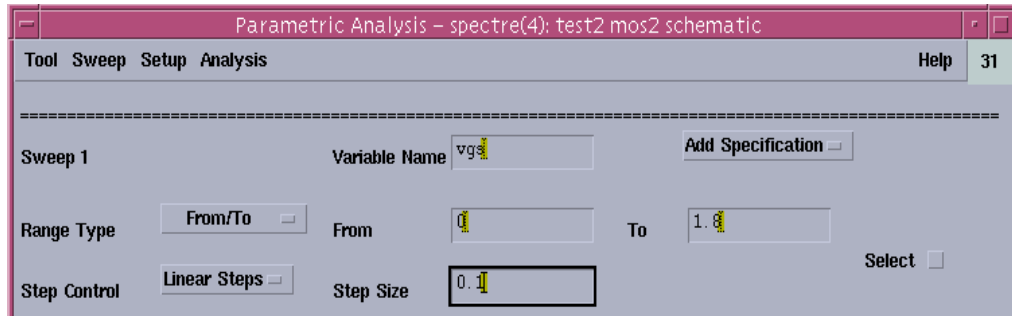 Parametric Analysis – spectre(4): test2 mos2 schematic
Tool Sweep Setup Analysis Help 31
==========================================================================================
Sweep 1 Variable Name vgs Add Specification
Range Type From/To From 0 To 1.8
Select
Step Control Linear Steps Step Size 0.1